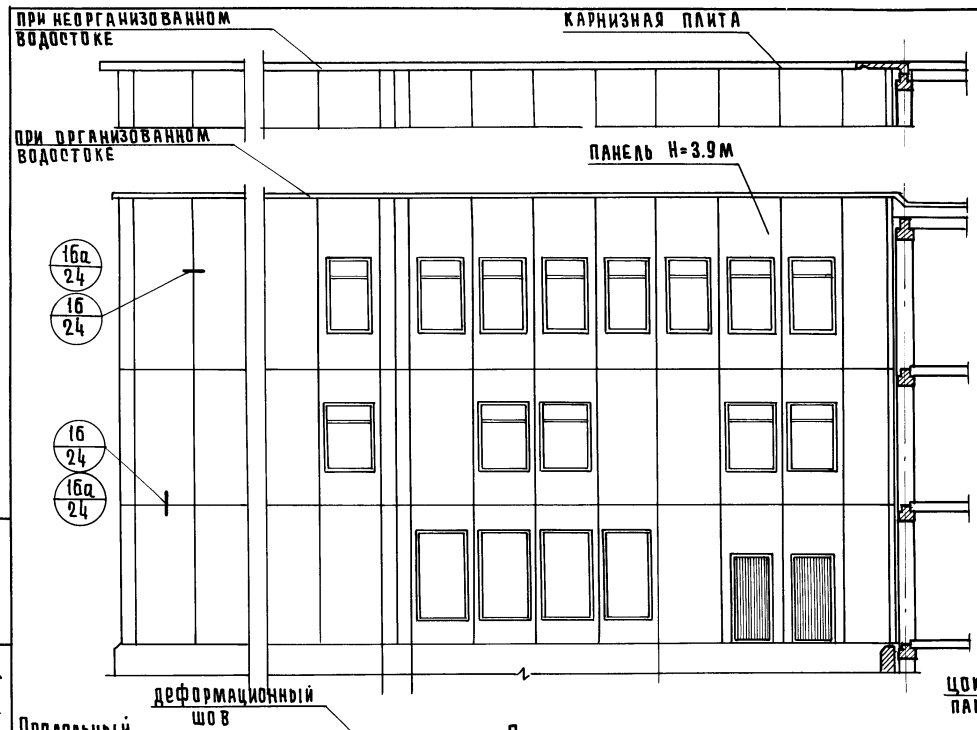 ПРИ НЕОРГАНИЗОВАННОМ
ВОДОСТОКЕ
КАРНИЗНАЯ ПЛИТА
ПРИ ОРГАНИЗОВАННОМ
ВОДОСТОКЕ
ПАНЕЛЬ Н=3.9М
16а
24
16
24
16
24
16а
24
ДЕФОРМАЦИОННЫЙ
ШОВ